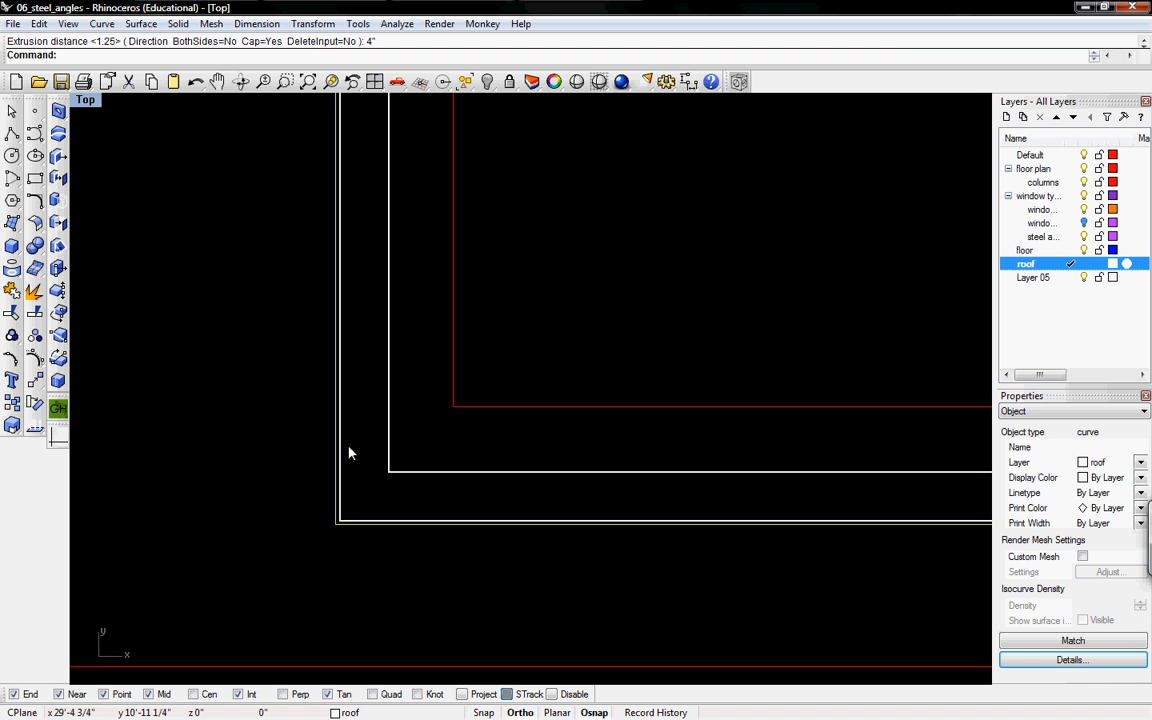 06_steel_angles - Rhinoceros (Educational) - [Top]
File Edit View Curve Surface Solid Mesh Dimension Transform Tools Analyze Render Monkey Help
Extrusion distance <1.25> ( Direction BothSides=No Cap=Yes DeleteInput=No ): 4"
Command:
Top
Layers - All Layers
Name Ma
Default
floor plan
columns
window ty...
windo...
windo...
steel a...
floor
roof
Layer 05
Properties
Object
Object type curve
Name
Layer roof
Display Color By Layer
Linetype By Layer
Print Color By Layer
Print Width By Layer
Render Mesh Settings
Custom Mesh
Settings Adjust...
Isocurve Density
Density
Show surface i... Visible
Match
Details...
GH
y
x
End Near Point Mid Cen Int Perp Tan Quad Knot Project STrack Disable
CPlane x 29'-4 3/4" y 10'-11 1/4" z 0" 0" roof Snap Ortho Planar Osnap Record History